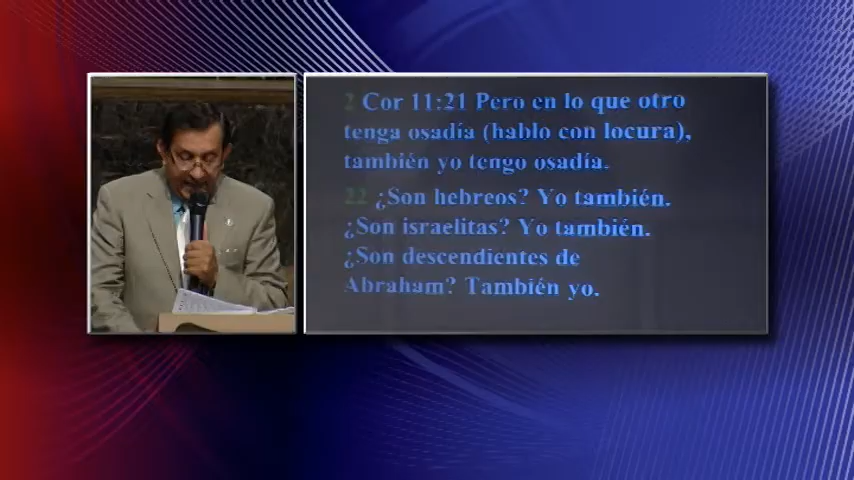 2 Cor 11:21 Pero en lo que otro
tenga osadía (hablo con locura),
también yo tengo osadía.
22 ¿Son hebreos? Yo también.
¿Son israelitas? Yo también.
¿Son descendientes de
Abraham? También yo.